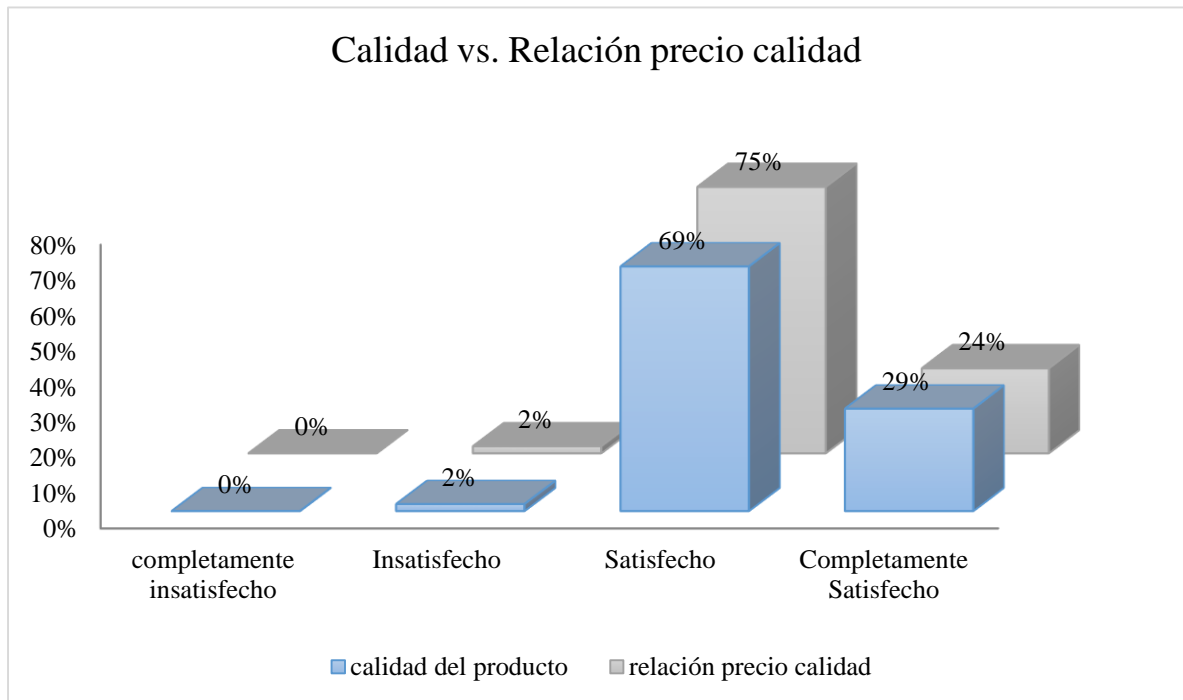 Calidad vs. Relación precio calidad
75%
69%
24%
29%
0%
2%
0%
2%
80%
70%
60%
50%
40%
30%
20%
10%
0%
completamente
insatisfecho
Insatisfecho
Satisfecho
Completamente
Satisfecho
calidad del producto
relación precio calidad